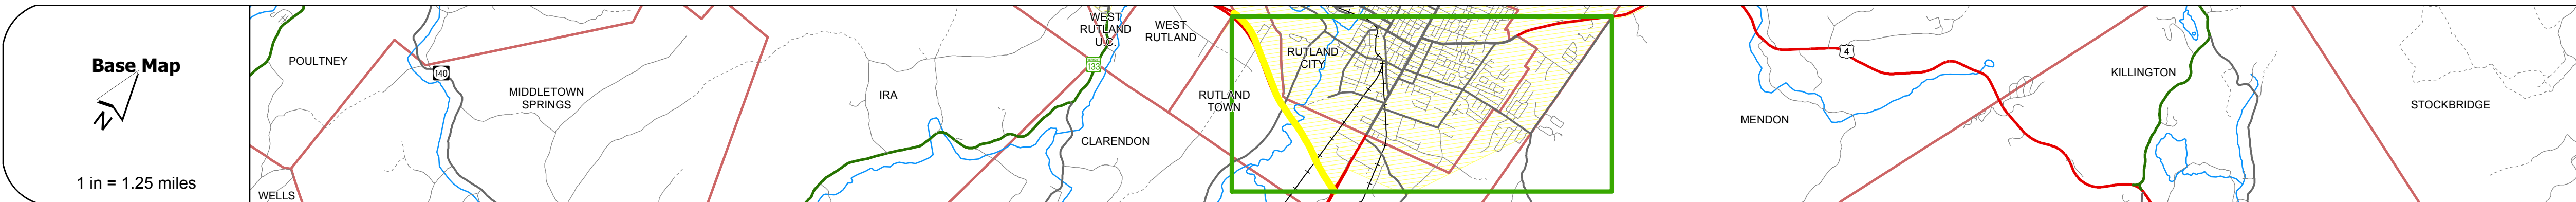 Base Map
N
1 in = 1.25 miles
POULTNEY
WELLS
140
MIDDLETOWN
SPRINGS
IRA
WEST
RUTLAND
U.C.
133
CLARENDON
WEST
RUTLAND
RUTLAND
TOWN
RUTLAND
CITY
MENDON
4
KILLINGTON
STOCKBRIDGE